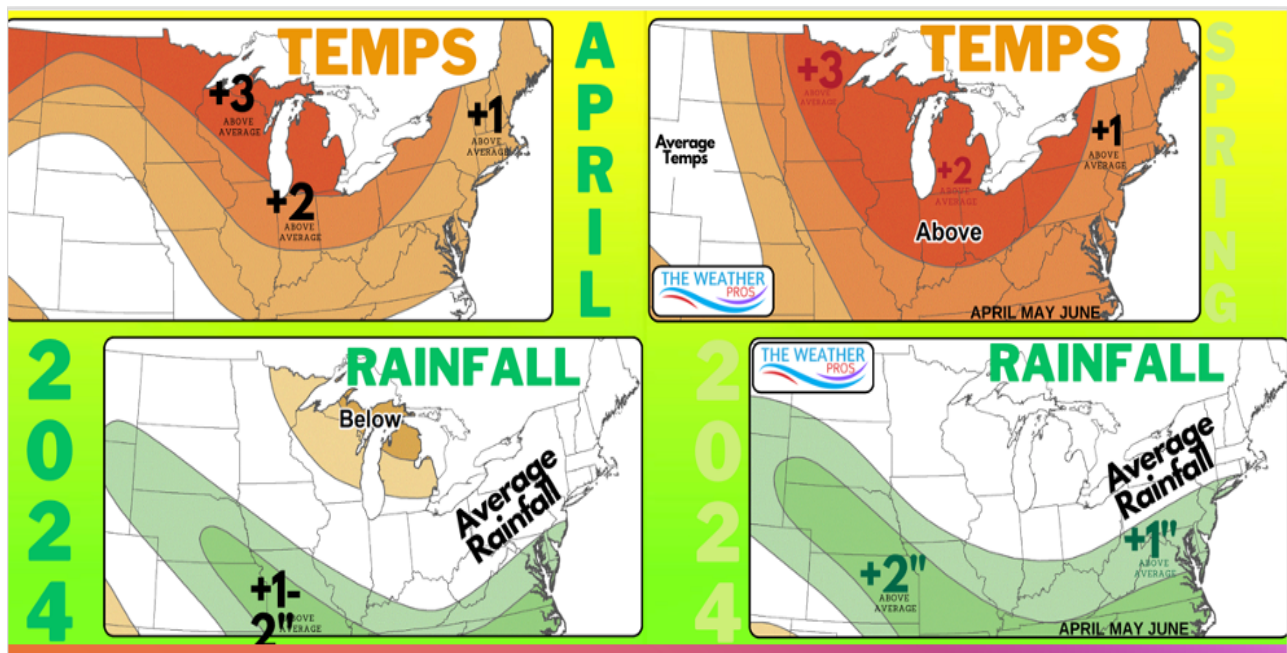 TEMPS
+3
ABOVE
AVERAGE
+2
ABOVE
AVERAGE
+1
ABOVE
AVERAGE
APRIL
TEMPS
+3
ABOVE
AVERAGE
Average
Temps
+2
ABOVE
AVERAGE
+1
ABOVE
AVERAGE
Above
THE WEATHER
PROS
APRIL MAY JUNE
SPRING
2024
RAINFALL
Below
Average
Rainfall
+1-
2"
ABOVE
AVERAGE
2024
THE WEATHER
PROS
RAINFALL
Average
Rainfall
+1"
ABOVE
AVERAGE
+2"
ABOVE
AVERAGE
APRIL MAY JUNE